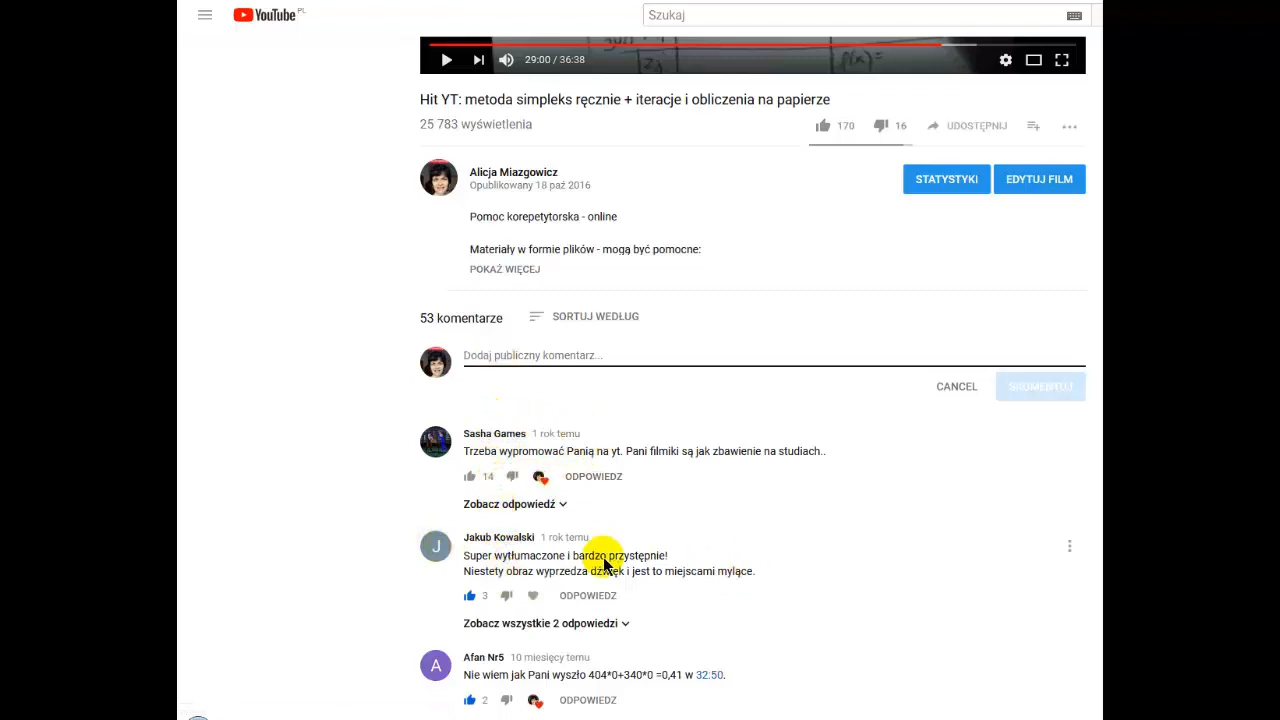 YouTube PL
Szukaj
29:00 / 36:38
Hit YT: metoda simpleks ręcznie + iteracje i obliczenia na papierze
25 783 wyświetlenia
170 16 UDOSTĘPNIJ
Alicja Miazgowicz
Opublikowany 18 paź 2016
STATYSTYKI EDYTUJ FILM
Pomoc korepetytorska - online
Materiały w formie plików - mogą być pomocne:
POKAŻ WIĘCEJ
53 komentarze SORTUJ WEDŁUG
Dodaj publiczny komentarz...
CANCEL SKOMENTUJ
Sasha Games 1 rok temu
Trzeba wypromować Panią na yt. Pani filmiki są jak zbawienie na studiach..
14 ODPOWIEDZ
Zobacz odpowiedź
J
Jakub Kowalski 1 rok temu
Super wytłumaczone i bardzo przystępnie!
Niestety obraz wyprzedza dźwięk i jest to miejscami mylące.
3 ODPOWIEDZ
Zobacz wszystkie 2 odpowiedzi
A
Afan Nr5 10 miesięcy temu
Nie wiem jak Pani wyszło 404*0+340*0 =0,41 w 32:50.
2 ODPOWIEDZ